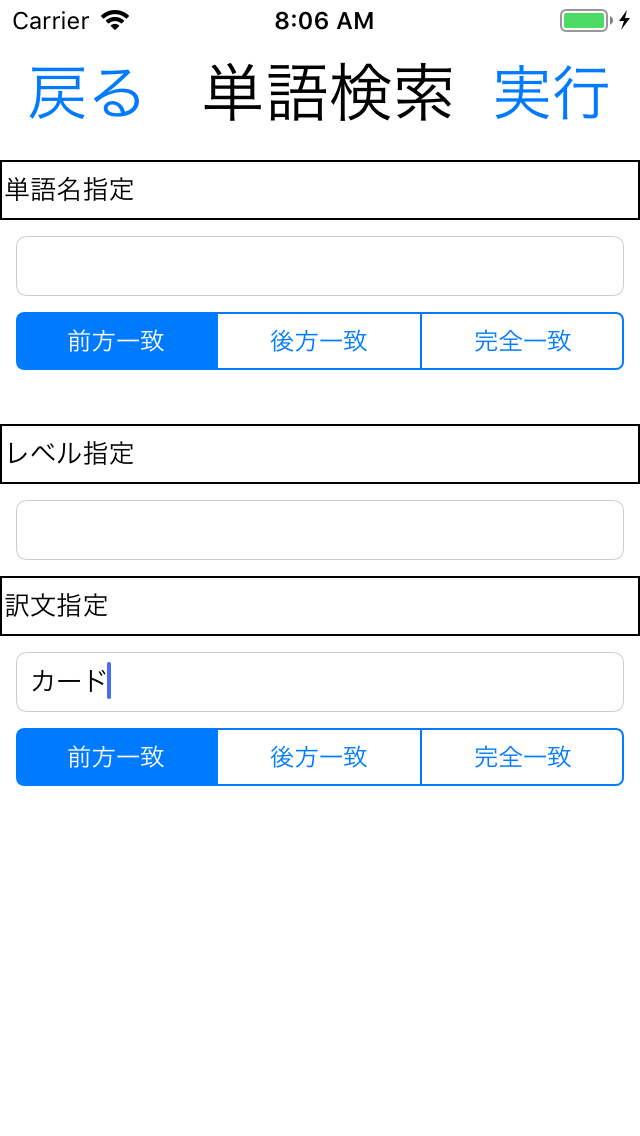 Carrier 8:06 AM
戻る 単語検索 実行
単語名指定
前方一致 後方一致 完全一致
レベル指定
訳文指定
カード
前方一致 後方一致 完全一致